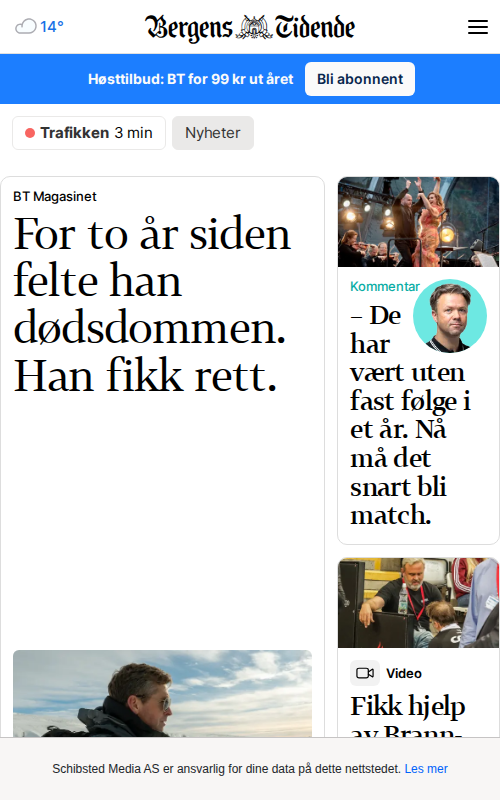 14°
Bergens Tidende
Høsttilbud: BT for 99 kr ut året
Bli abonnent
Trafikken 3 min
Nyheter
BT Magasinet
For to år siden
felte han
dødsdommen.
Han fikk rett.
Kommentar
– De
har
vært uten
fast følge i
et år. Nå
må det
snart bli
match.
Video
Fikk hjelp
av Brann-
Schibsted Media AS er ansvarlig for dine data på dette nettstedet. Les mer